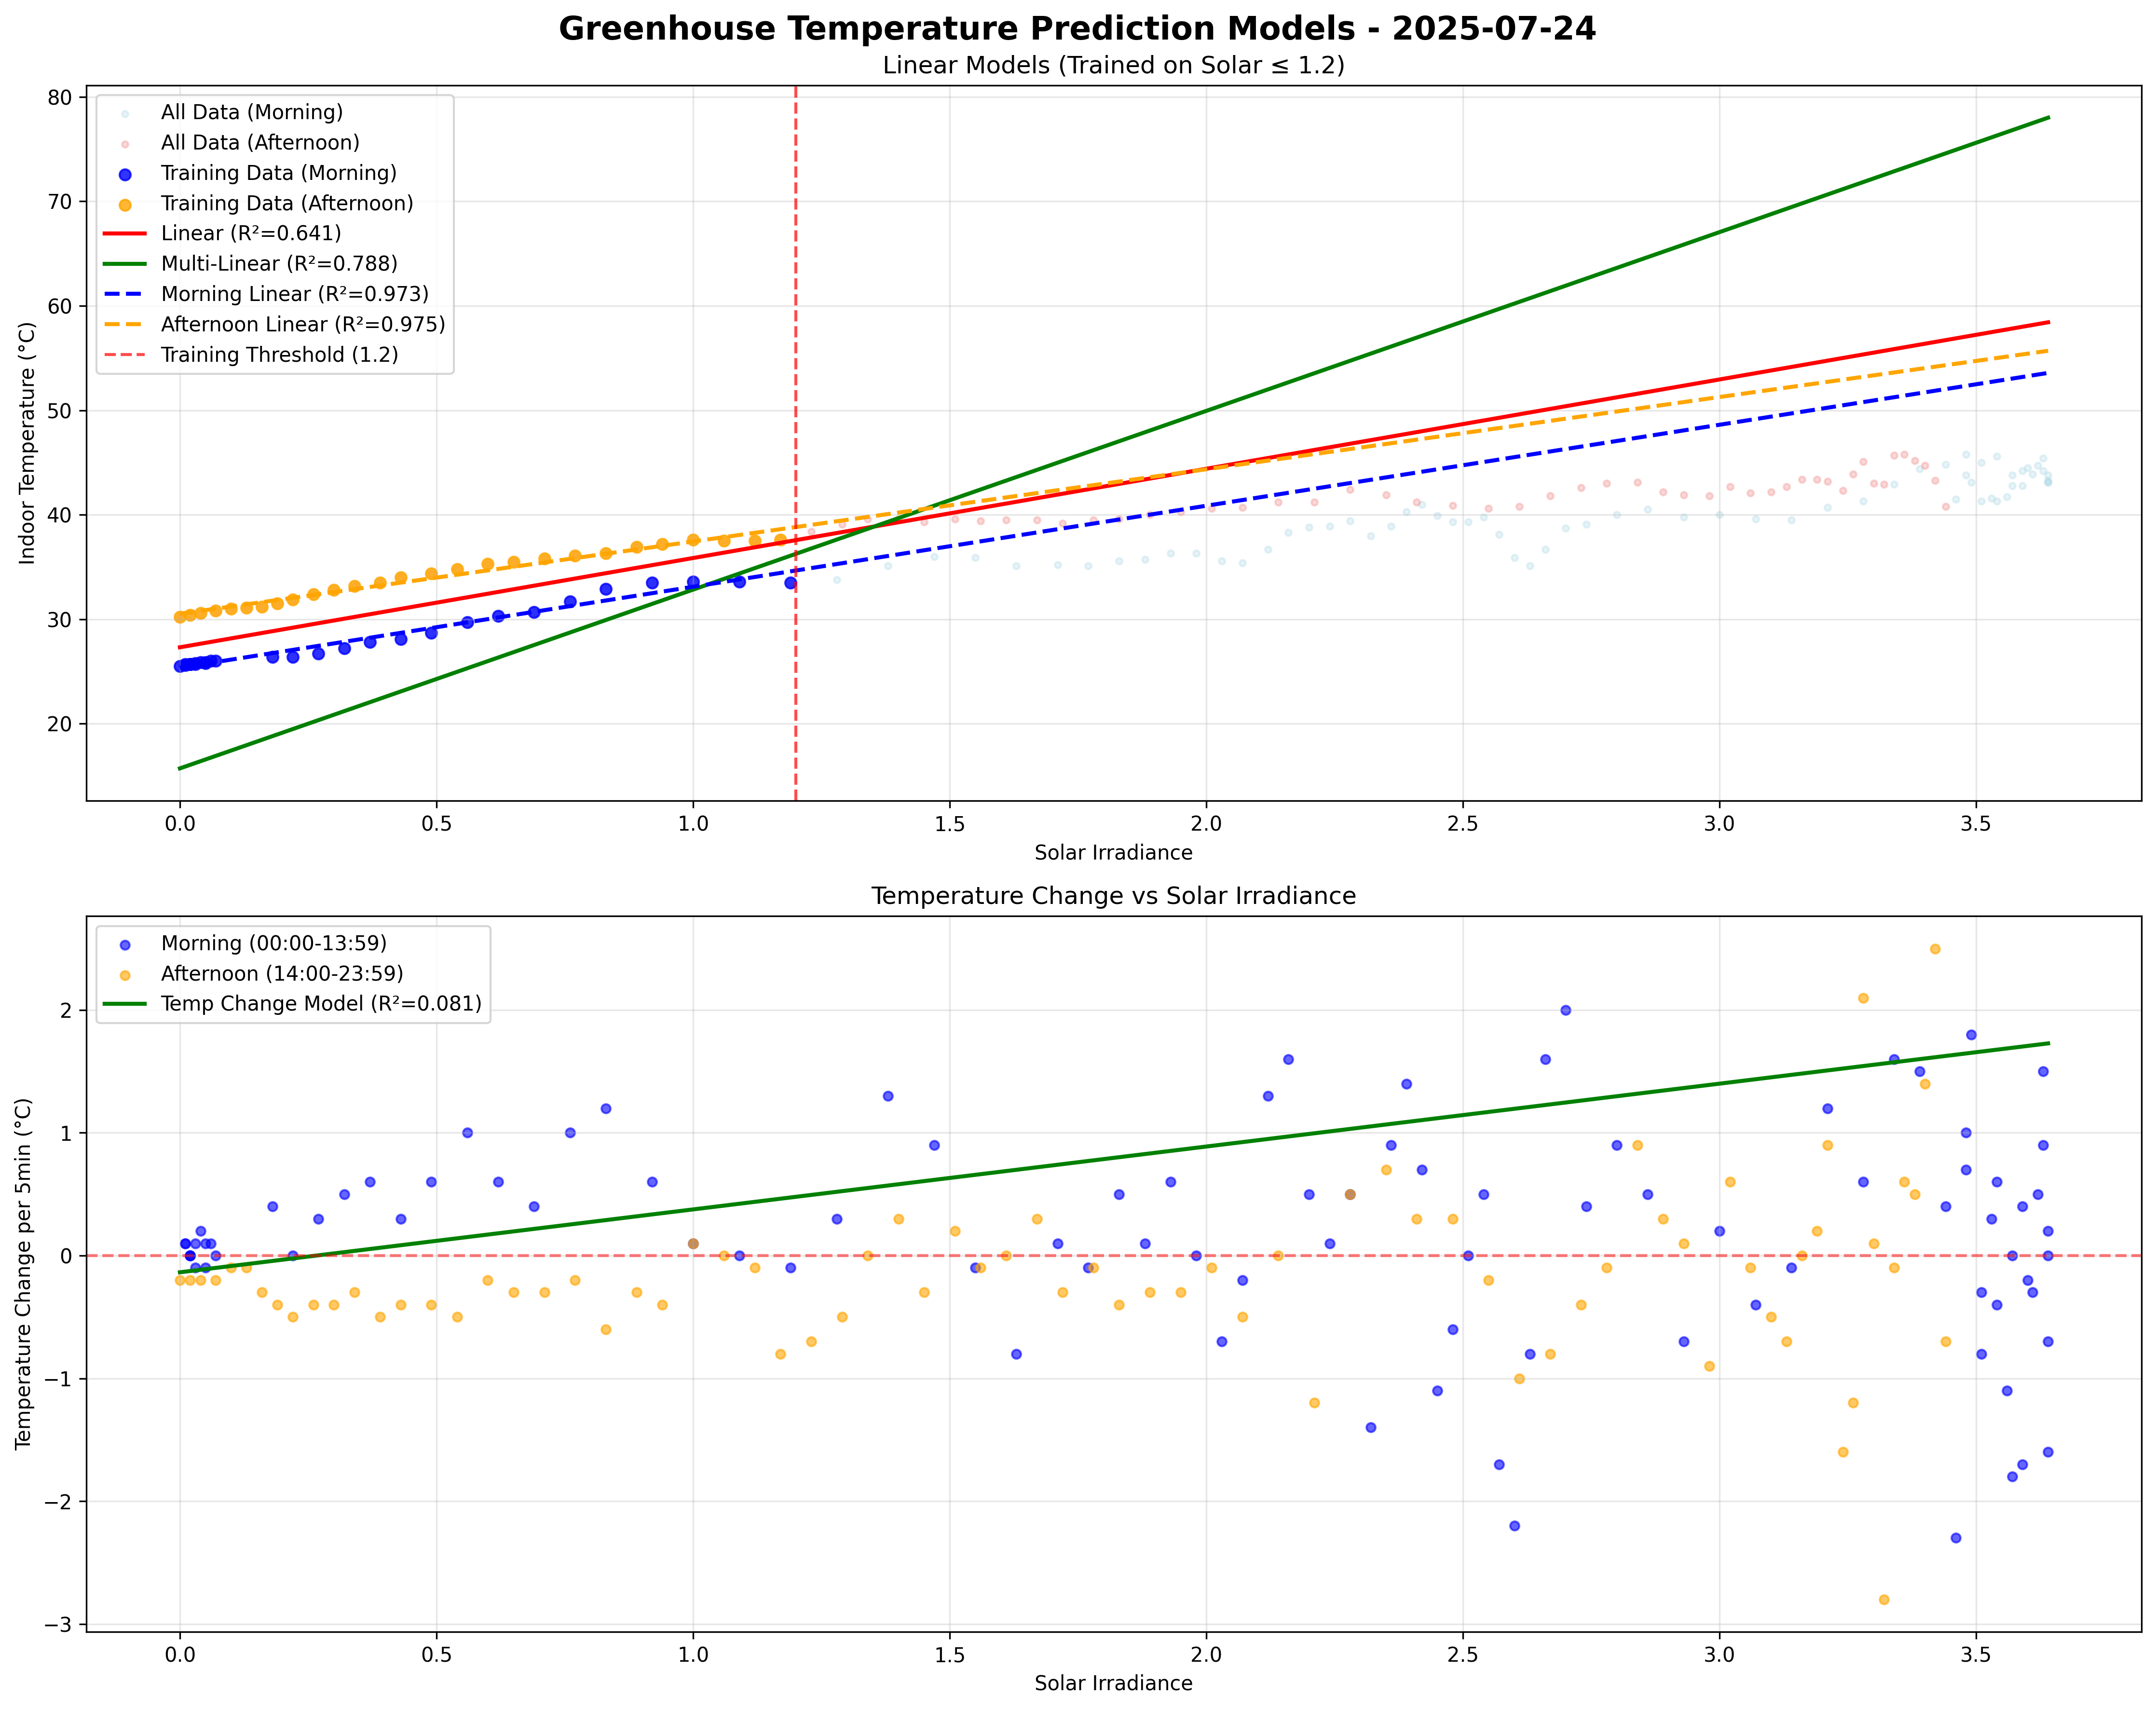 Greenhouse Temperature Prediction Models - 2025-07-24
Linear Models (Trained on Solar ≤ 1.2)
All Data (Morning)
All Data (Afternoon)
Training Data (Morning)
Training Data (Afternoon)
Linear (R²=0.641)
Multi-Linear (R²=0.788)
Morning Linear (R²=0.973)
Afternoon Linear (R²=0.975)
Training Threshold (1.2)
Indoor Temperature (°C)
80
70
60
50
40
30
20
0.0 0.5 1.0 1.5 2.0 2.5 3.0 3.5
Solar Irradiance
Temperature Change vs Solar Irradiance
Morning (00:00-13:59)
Afternoon (14:00-23:59)
Temp Change Model (R²=0.081)
Temperature Change per 5min (°C)
2
1
0
−1
−2
−3
0.0 0.5 1.0 1.5 2.0 2.5 3.0 3.5
Solar Irradiance